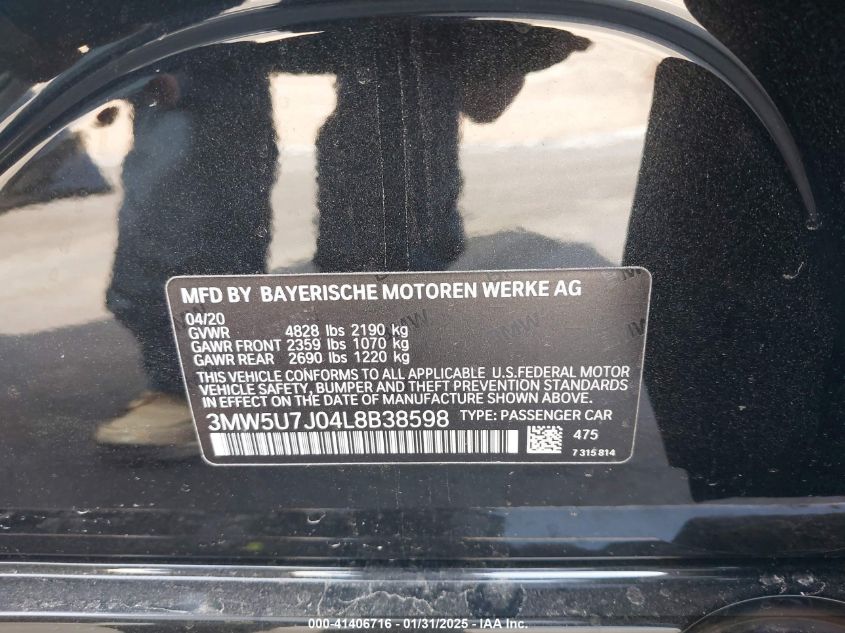 MFD BY BAYERISCHE MOTOREN WERKE AG
04/20
GVWR 4828 lbs 2190 kg
GAWR FRONT 2359 lbs 1070 kg
GAWR REAR 2690 lbs 1220 kg
THIS VEHICLE CONFORMS TO ALL APPLICABLE U.S.FEDERAL MOTOR
VEHICLE SAFETY, BUMPER AND THEFT PREVENTION STANDARDS
IN EFFECT ON THE DATE OF MANUFACTURE SHOWN ABOVE.
3MW5U7J04L8B38598 TYPE: PASSENGER CAR
475
7 315 814
000-41406716 - 01/31/2025 - IAA Inc.